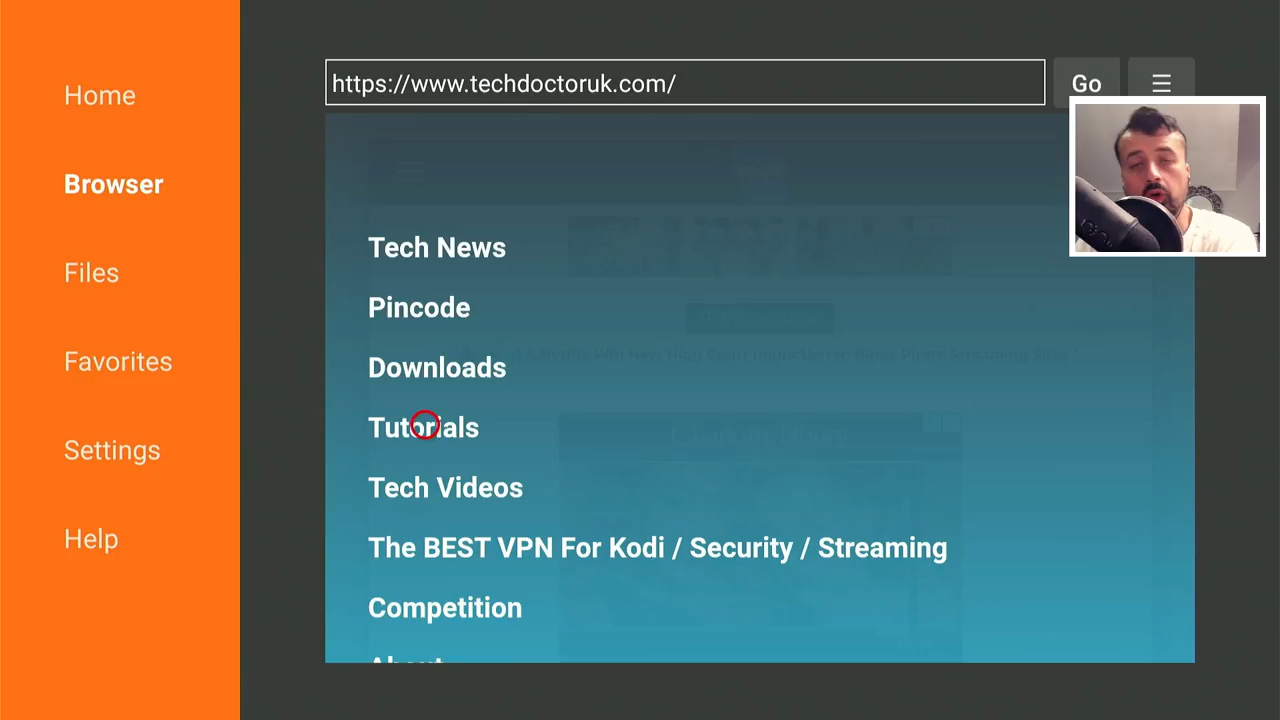 Home
Browser
Files
Favorites
Settings
Help
https://www.techdoctoruk.com/
Go
Tech News
Pincode
Downloads
Tutorials
Tech Videos
The BEST VPN For Kodi / Security / Streaming
Competition
About